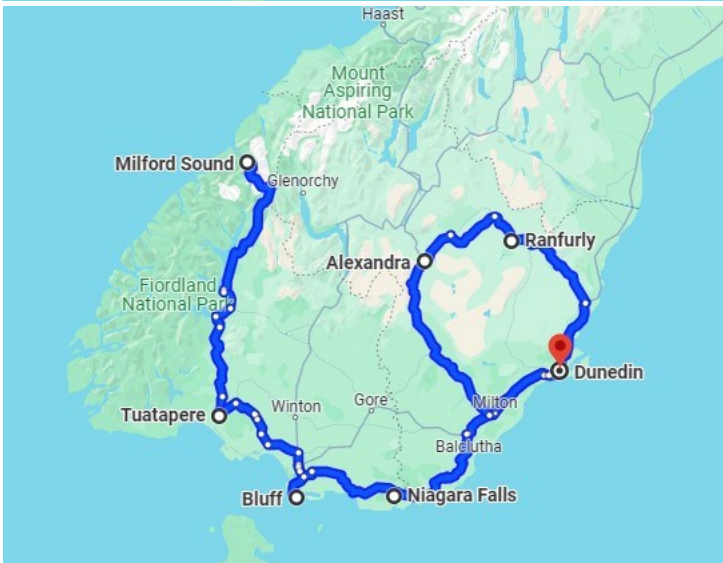 Haast
Mount
Aspiring
National Park
Milford Sound
Glenorchy
Ranfurly
Alexandra
Fiordland
National Park
Dunedin
Milton
Tuatapere
Winton
Gore
Balclutha
Bluff
Niagara Falls